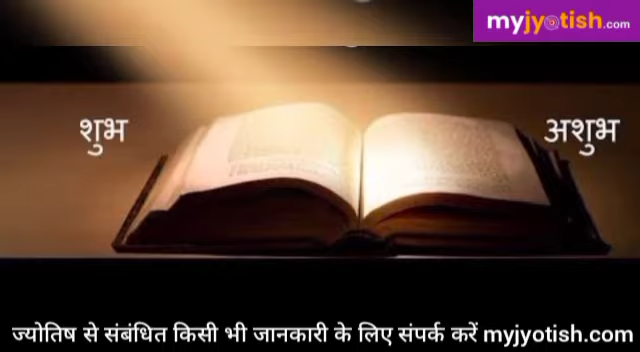 myjyotish.com
शुभ
अशुभ
ज्योतिष से संबंधित किसी भी जानकारी के लिए संपर्क करें myjyotish.com